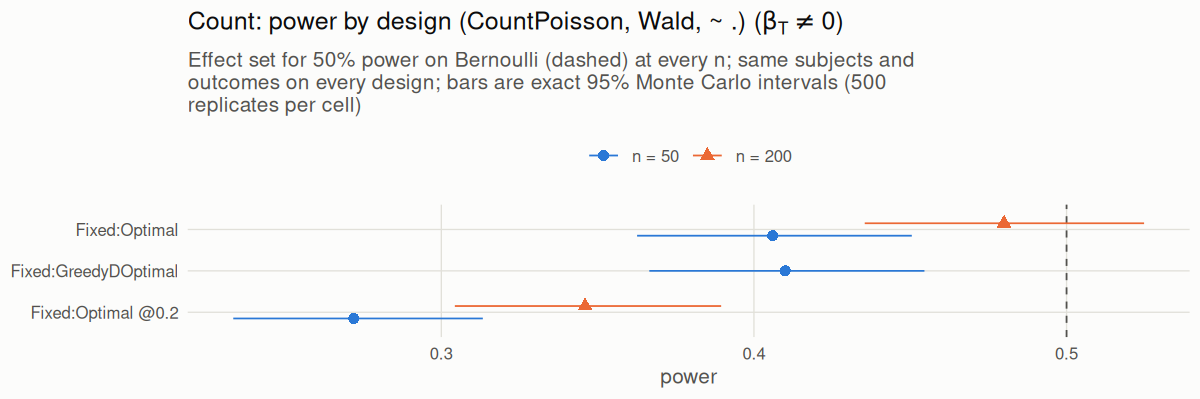 Count: power by design (CountPoisson, Wald, ~ .) (βT ≠ 0)
Effect set for 50% power on Bernoulli (dashed) at every n; same subjects and
outcomes on every design; bars are exact 95% Monte Carlo intervals (500
replicates per cell)
n = 50 n = 200
Fixed:Optimal
Fixed:GreedyDOptimal
Fixed:Optimal @0.2
0.3 0.4 0.5
power